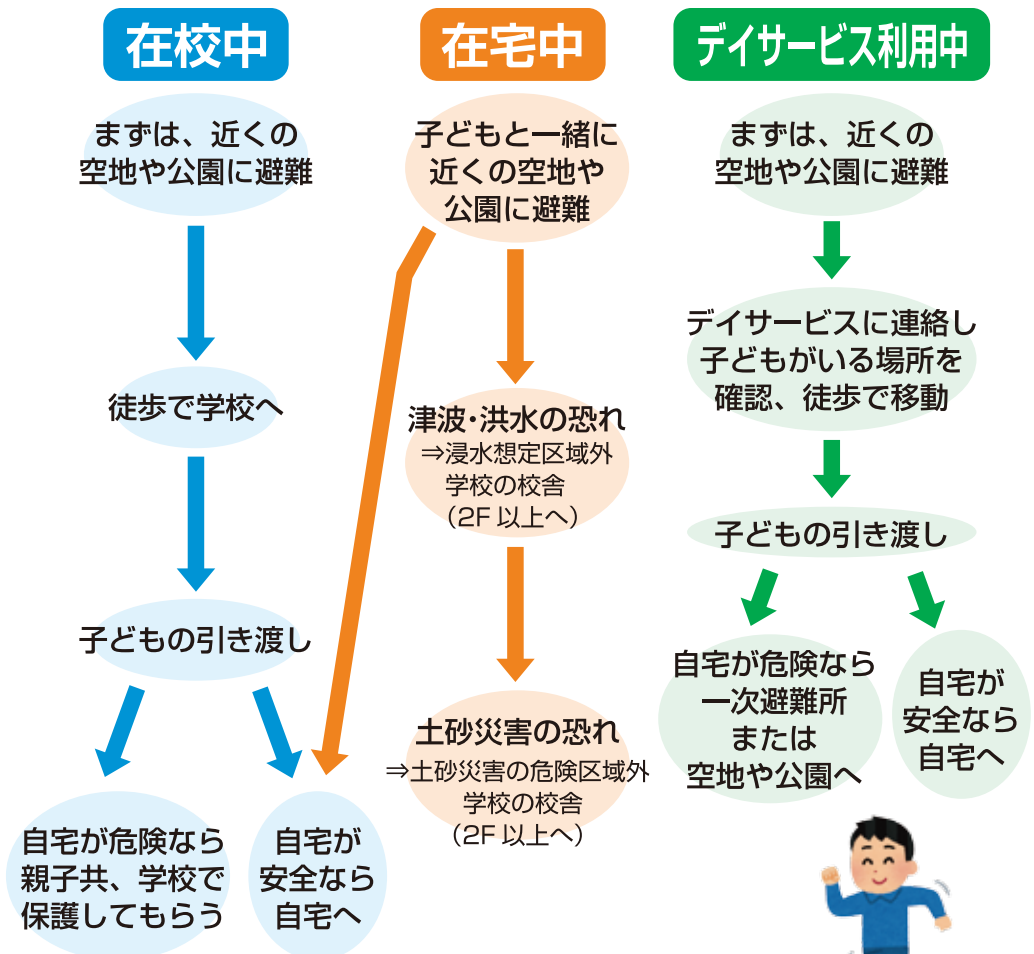 在校中
まずは、近くの
空地や公園に避難
徒歩で学校へ
子どもの引き渡し
自宅が危険なら
親子共、学校で
保護してもらう
自宅が
安全なら
自宅へ
在宅中
子どもと一緒に
近くの空地や
公園に避難
津波・洪水の恐れ
⇒浸水想定区域外
学校の校舎
（2F 以上へ）
土砂災害の恐れ
⇒土砂災害の危険区域外
学校の校舎
（2F 以上へ）
デイサービス利用中
まずは、近くの
空地や公園に避難
デイサービスに連絡し
子どもがいる場所を
確認、徒歩で移動
子どもの引き渡し
自宅が危険なら
一次避難所
または
空地や公園へ
自宅が
安全なら
自宅へ